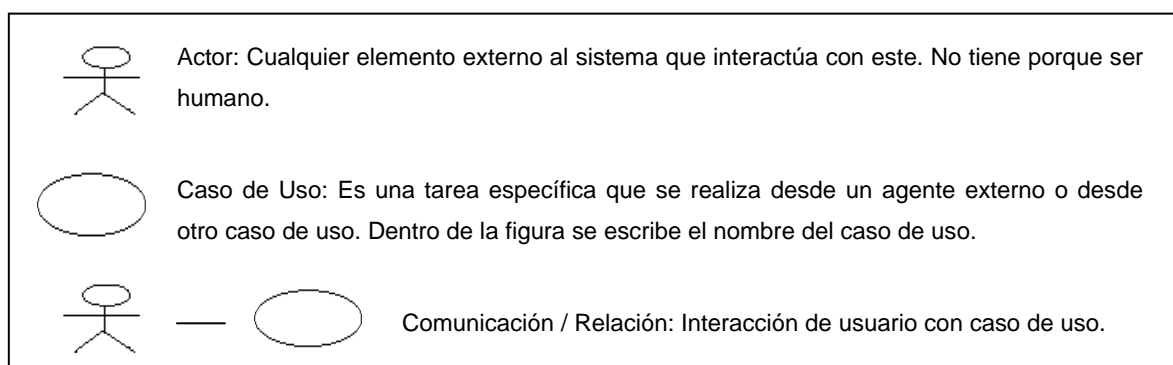 Actor: Cualquier elemento externo al sistema que interactúa con este. No tiene porque ser
humano.
Caso de Uso: Es una tarea específica que se realiza desde un agente externo o desde
otro caso de uso. Dentro de la figura se escribe el nombre del caso de uso.
Comunicación / Relación: Interacción de usuario con caso de uso.